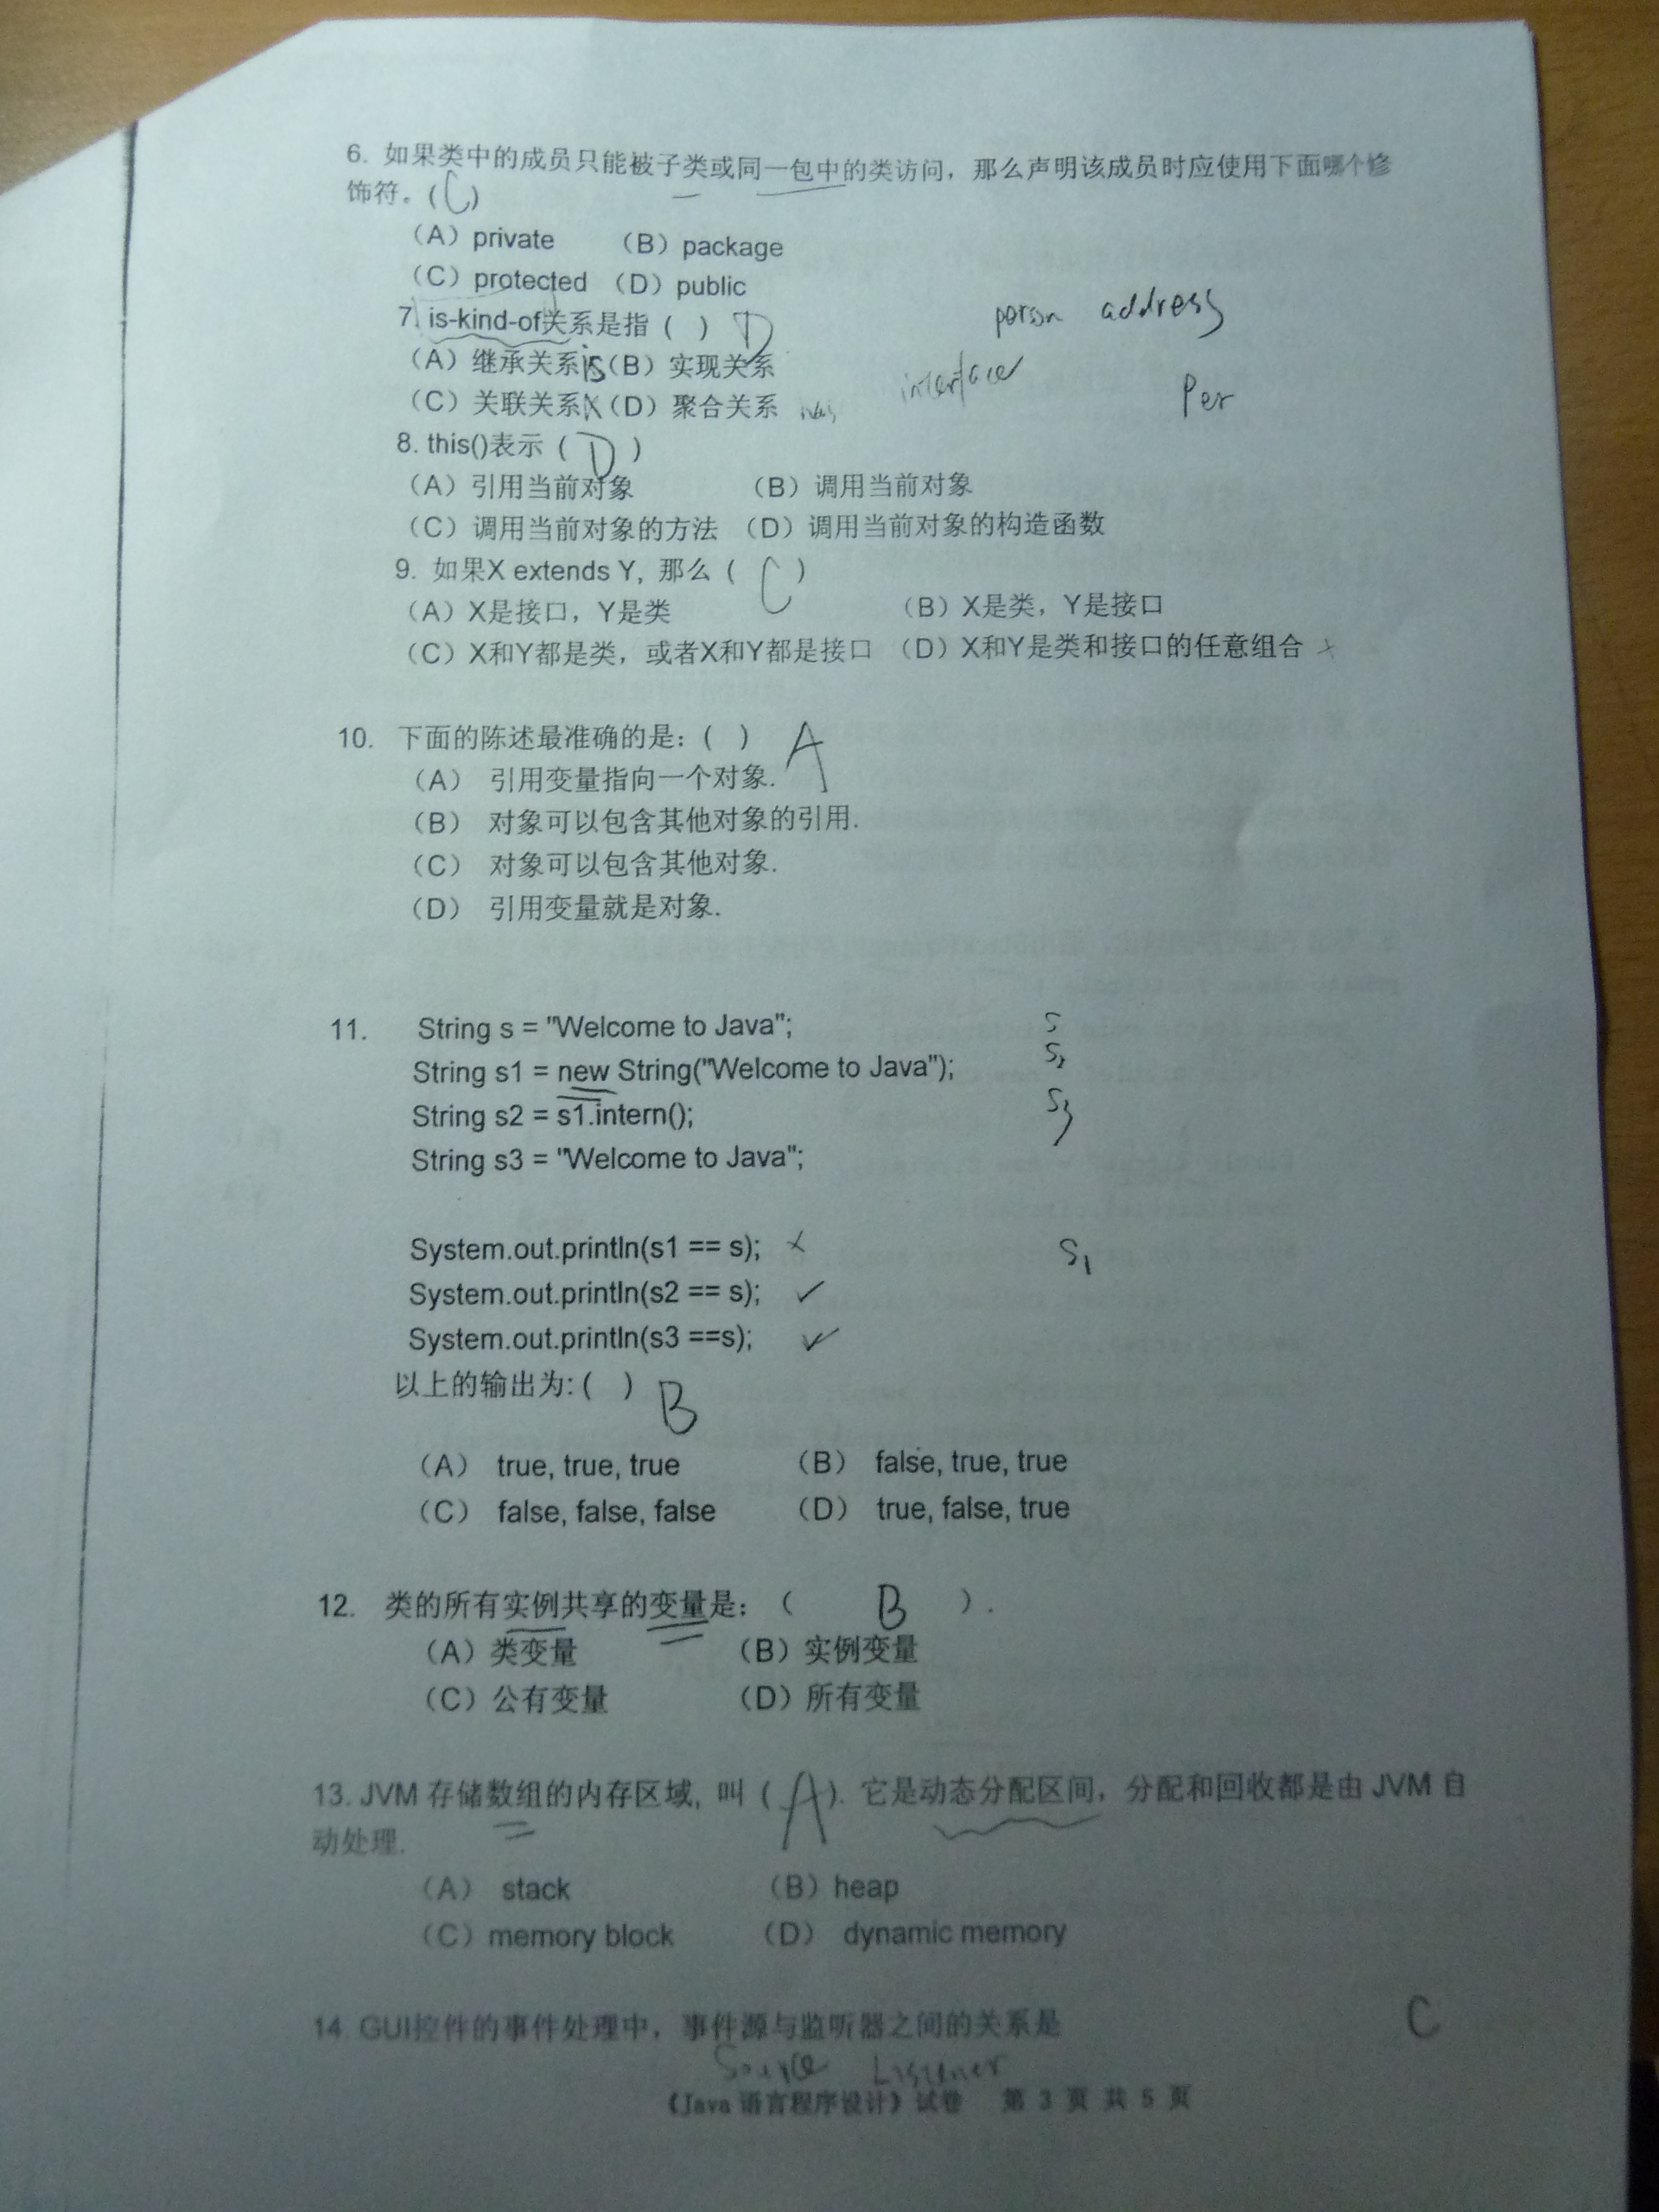 6. 如果类中的成员只能被子类或同一包中的类访问，那么声明该成员时应使用下面哪个修
饰符。( C )
（A）private （B）package
（C）protected （D）public
person address
7. is-kind-of关系是指 ( ) D
（A）继承关系 is （B）实现关系
interface Per
（C）关联关系 （D）聚合关系 has
8. this()表示 ( D )
（A）引用当前对象 （B）调用当前对象
（C）调用当前对象的方法 （D）调用当前对象的构造函数
9. 如果X extends Y, 那么 ( C )
（A）X是接口，Y是类 （B）X是类，Y是接口
（C）X和Y都是类，或者X和Y都是接口 （D）X和Y是类和接口的任意组合 ×
10. 下面的陈述最准确的是：( ) A
（A） 引用变量指向一个对象.
（B） 对象可以包含其他对象的引用.
（C） 对象可以包含其他对象.
（D） 引用变量就是对象.
11. String s = "Welcome to Java"; s
String s1 = new String("Welcome to Java"); s2
String s2 = s1.intern(); s3
String s3 = "Welcome to Java";
System.out.println(s1 == s); × s1
System.out.println(s2 == s); ✓
System.out.println(s3 ==s); ✓
以上的输出为: ( ) B
（A） true, true, true （B） false, true, true
（C） false, false, false （D） true, false, true
12. 类的所有实例共享的变量是：( B ).
（A）类变量 （B）实例变量
（C）公有变量 （D）所有变量
13. JVM 存储数组的内存区域, 叫 ( A ). 它是动态分配区间，分配和回收都是由 JVM 自
动处理.
（A） stack （B）heap
（C）memory block （D） dynamic memory
14. GUI控件的事件处理中，事件源与监听器之间的关系是 C
Source Listener
《Java 语言程序设计》试卷 第 3 页 共 5 页